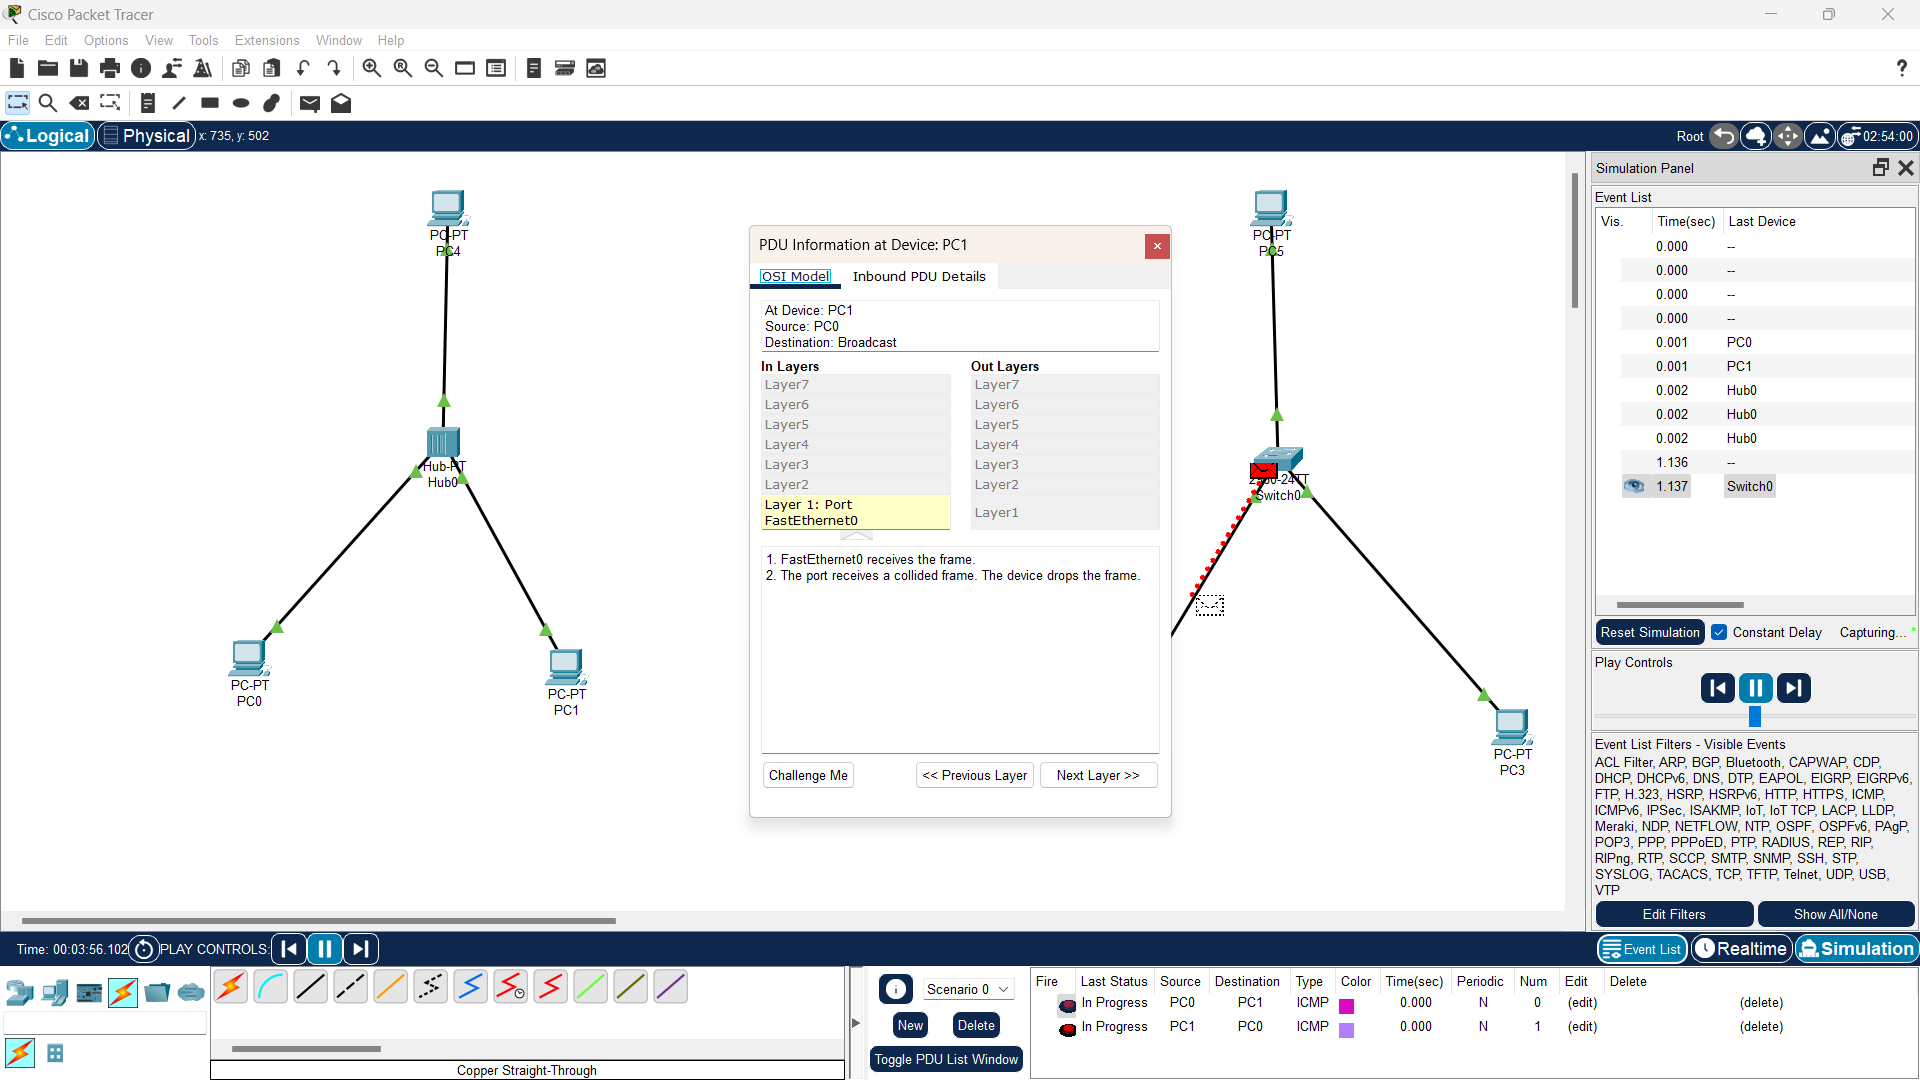 Cisco Packet Tracer
File Edit Options View Tools Extensions Window Help
Logical Physical x: 735, y: 502
Root 02:54:00
PC-PT
PC4
Hub-PT
Hub0
PC-PT
PC0
PC-PT
PC1
PDU Information at Device: PC1
OSI Model Inbound PDU Details
At Device: PC1
Source: PC0
Destination: Broadcast
In Layers Out Layers
Layer7 Layer7
Layer6 Layer6
Layer5 Layer5
Layer4 Layer4
Layer3 Layer3
Layer2 Layer2
Layer 1: Port
FastEthernet0
Layer1
1. FastEthernet0 receives the frame.
2. The port receives a collided frame. The device drops the frame.
Challenge Me << Previous Layer Next Layer >>
PC-PT
PC5
Switch0
PC-PT
PC3
Simulation Panel
Event List
Vis. Time(sec) Last Device
0.000 --
0.000 --
0.000 --
0.000 --
0.001 PC0
0.001 PC1
0.002 Hub0
0.002 Hub0
0.002 Hub0
1.136 --
1.137 Switch0
Reset Simulation Constant Delay Capturing... *
Play Controls
Event List Filters - Visible Events
ACL Filter, ARP, BGP, Bluetooth, CAPWAP, CDP,
DHCP, DHCPv6, DNS, DTP, EAPOL, EIGRP, EIGRPv6,
FTP, H.323, HSRP, HSRPv6, HTTP, HTTPS, ICMP,
ICMPv6, IPSec, ISAKMP, IoT, IoT TCP, LACP, LLDP,
Meraki, NDP, NETFLOW, NTP, OSPF, OSPFv6, PAgP,
POP3, PPP, PPPoED, PTP, RADIUS, REP, RIP,
RIPng, RTP, SCCP, SMTP, SNMP, SSH, STP,
SYSLOG, TACACS, TCP, TFTP, Telnet, UDP, USB,
VTP
Edit Filters Show All/None
Time: 00:03:56.102 PLAY CONTROLS:
Event List Realtime Simulation
Copper Straight-Through
Scenario 0
New Delete
Toggle PDU List Window
Fire Last Status Source Destination Type Color Time(sec) Periodic Num Edit Delete
In Progress PC0 PC1 ICMP 0.000 N 0 (edit) (delete)
In Progress PC1 PC0 ICMP 0.000 N 1 (edit) (delete)